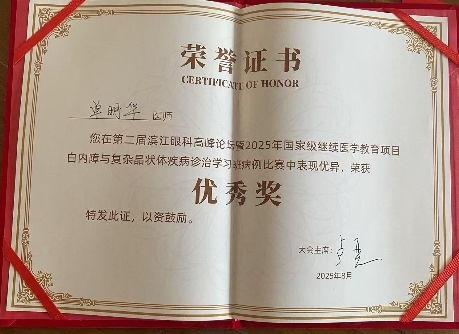 荣誉证书
CERTIFICATE OF HONOR
单明华 医师
您在第二届滨江眼科高峰论坛暨2025年国家级继续医学教育项目
白内障与复杂晶状体疾病诊治学习班病例比赛中表现优异，荣获
优秀奖
特发此证，以资鼓励。
大会主席：
2025年8月